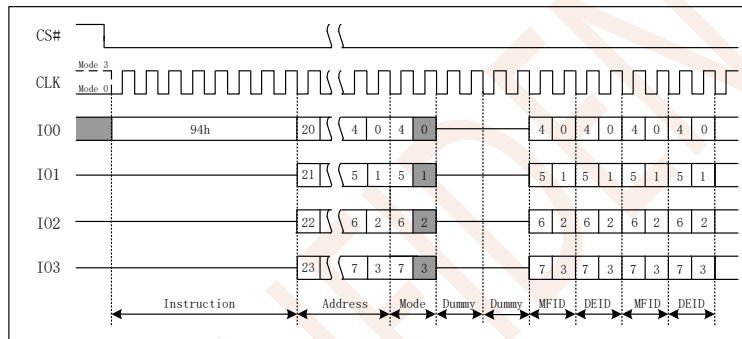 CS#
Mode 3
CLK
Mode 0
IO0 94h 20 4 0 4 0 4 0 4 0 4 0 4 0
IO1 21 5 1 5 1 5 1 5 1 5 1 5 1
IO2 22 6 2 6 2 6 2 6 2 6 2 6 2
IO3 23 7 3 7 3 7 3 7 3 7 3 7 3
Instruction Address Mode Dummy Dummy MFID DEID MFID DEID